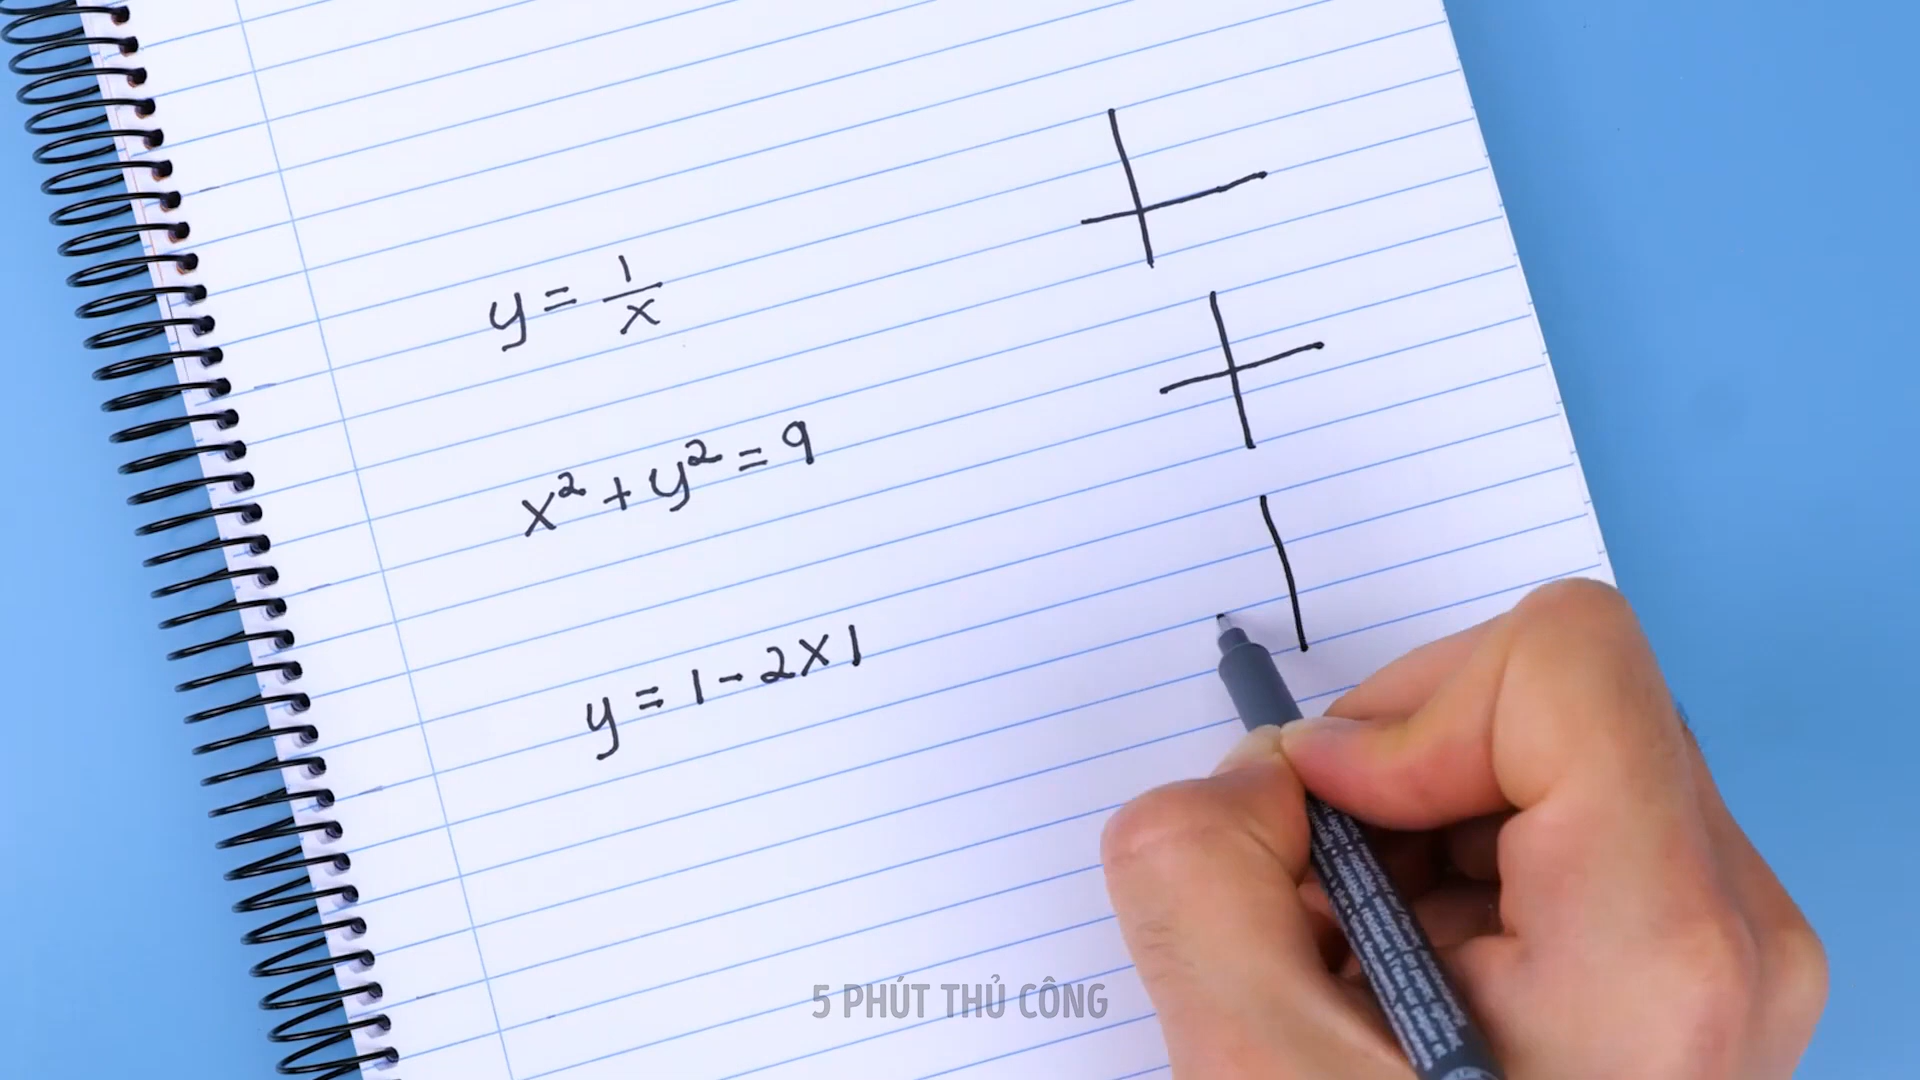 y = 1/x
x² + y² = 9
y = 1 - 2x1
5 PHÚT THỦ CÔNG